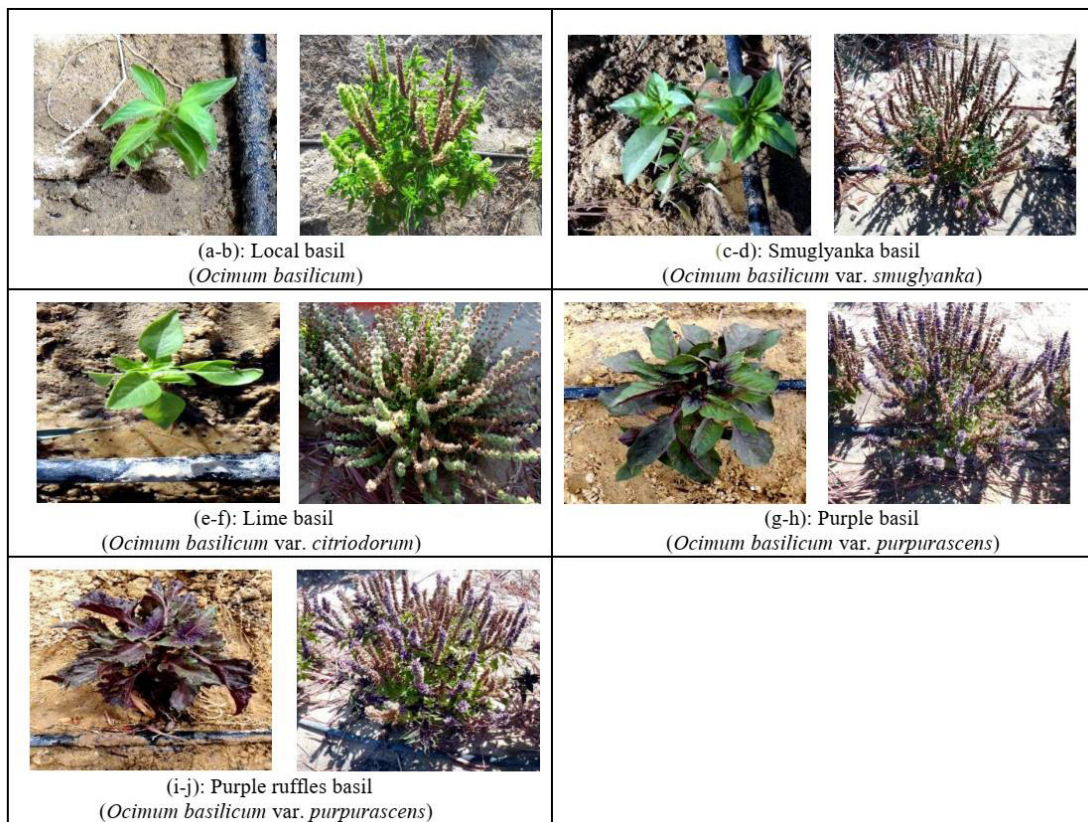 (a-b): Local basil
(Ocimum basilicum)
(c-d): Smuglyanka basil
(Ocimum basilicum var. smuglyanka)
(e-f): Lime basil
(Ocimum basilicum var. citriodorum)
(g-h): Purple basil
(Ocimum basilicum var. purpurascens)
(i-j): Purple ruffles basil
(Ocimum basilicum var. purpurascens)